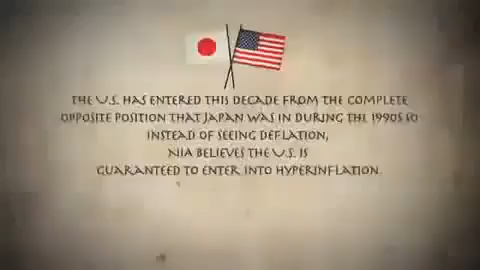 THE U.S. HAS ENTERED THIS DECADE FROM THE COMPLETE
OPPOSITE POSITION THAT JAPAN WAS IN DURING THE 1990S SO
INSTEAD OF SEEING DEFLATION,
NIA BELIEVES THE U.S. IS
GUARANTEED TO ENTER INTO HYPERINFLATION.